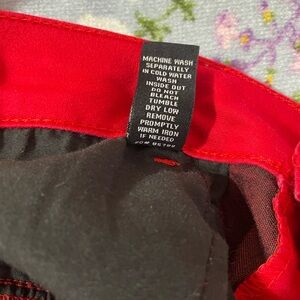 MACHINE WASH
SEPARATELY
IN COLD WATER
WASH
INSIDE OUT
DO NOT
BLEACH
TUMBLE
DRY LOW
REMOVE
PROMPTLY
WARM IRON
IF NEEDED